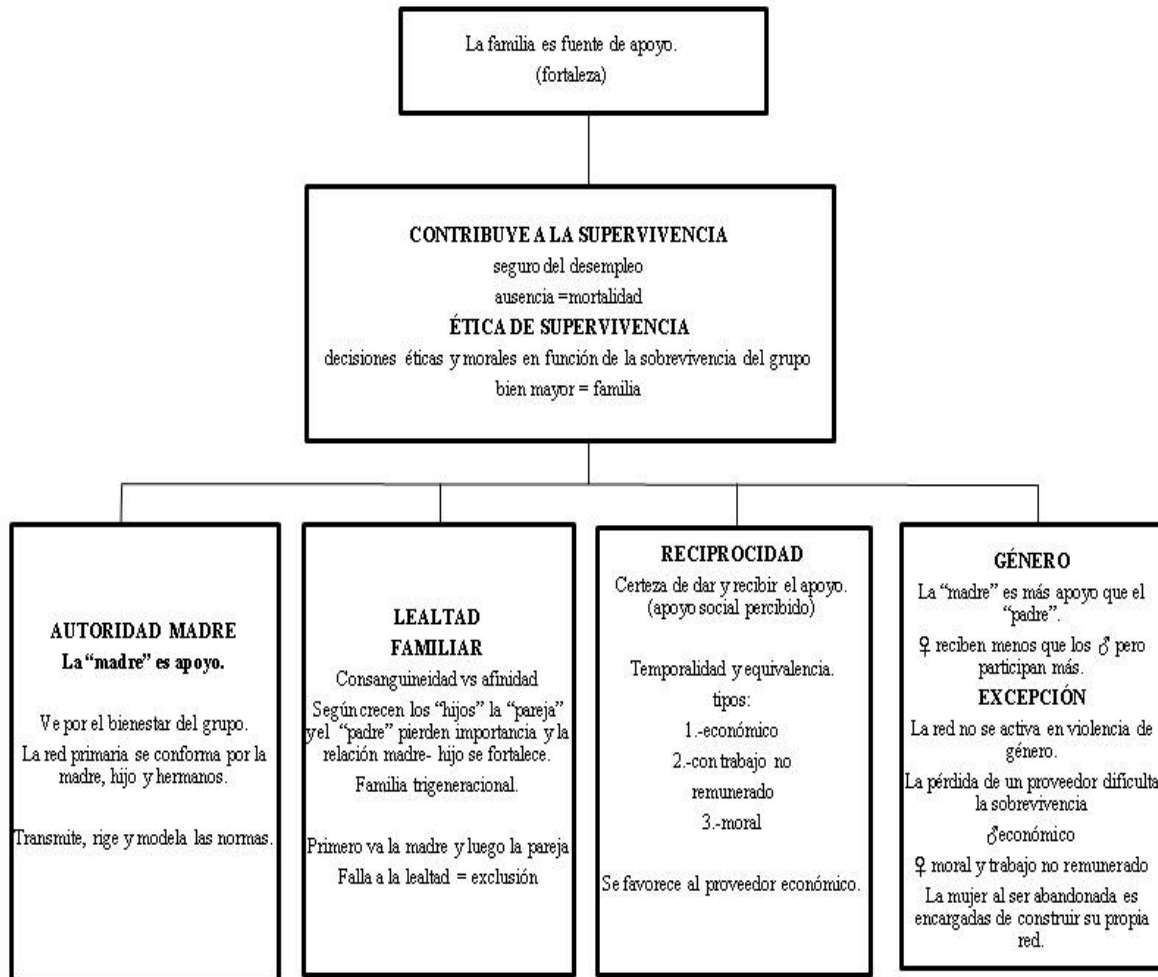 La familia es fuente de apoyo.
(fortaleza)
CONTRIBUYE A LA SUPERVIVENCIA
seguro del desempleo
ausencia =mortalidad
ÉTICA DE SUPERVIVENCIA
decisiones éticas y morales en función de la sobrevivencia del grupo
bien mayor = familia
AUTORIDAD MADRE
La “madre” es apoyo.
Ve por el bienestar del grupo.
La red primaria se conforma por la
madre, hijo y hermanos.
Transmite, rige y modela las normas.
LEALTAD
FAMILIAR
Consanguineidad vs afinidad
Según crecen los “hijos” la “pareja”
y el “padre” pierden importancia y la
relación madre- hijo se fortalece.
Familia trigeneracional.
Primero va la madre y luego la pareja
Falla a la lealtad = exclusión
RECIPROCIDAD
Certeza de dar y recibir el apoyo.
(apoyo social percibido)
Temporalidad y equivalencia.
tipos:
1.-económico
2.-con trabajo no
remunerado
3.-moral
Se favorece al proveedor económico.
GÉNERO
La “madre” es más apoyo que el
“padre”.
♀ reciben menos que los ♂ pero
participan más.
EXCEPCIÓN
La red no se activa en violencia de
género.
La pérdida de un proveedor dificulta
la sobrevivencia
♂económico
♀ moral y trabajo no remunerado
La mujer al ser abandonada es
encargadas de construir su propia
red.